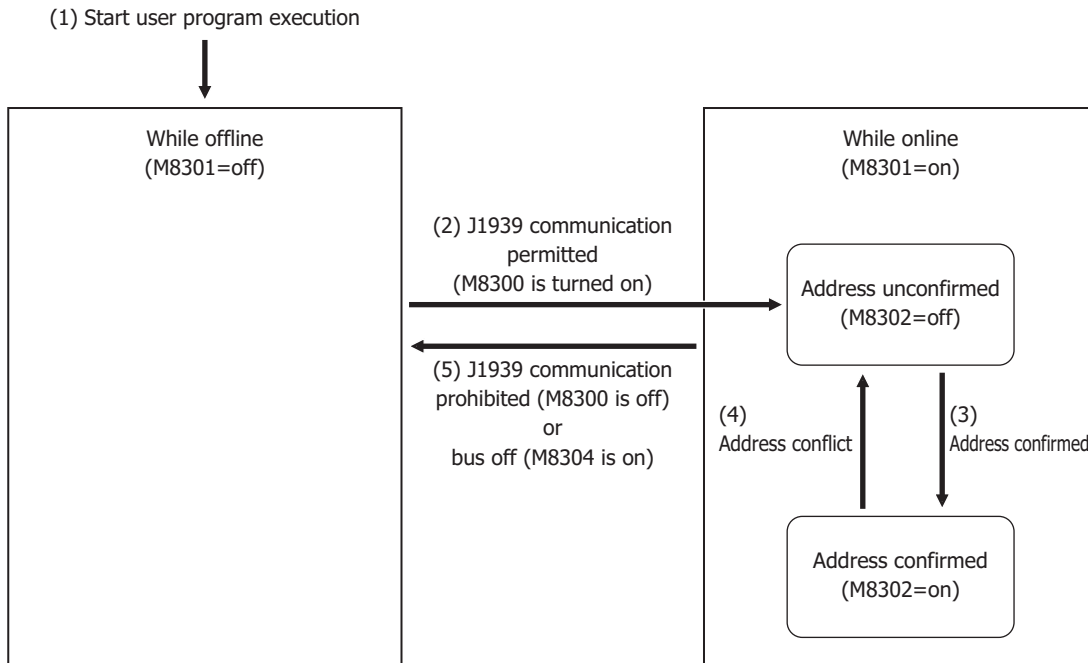 (1) Start user program execution
While offline
(M8301=off)
While online
(M8301=on)
(2) J1939 communication
permitted
(M8300 is turned on)
Address unconfirmed
(M8302=off)
(5) J1939 communication
prohibited (M8300 is off)
or
bus off (M8304 is on)
(4)
Address conflict
(3)
Address confirmed
Address confirmed
(M8302=on)